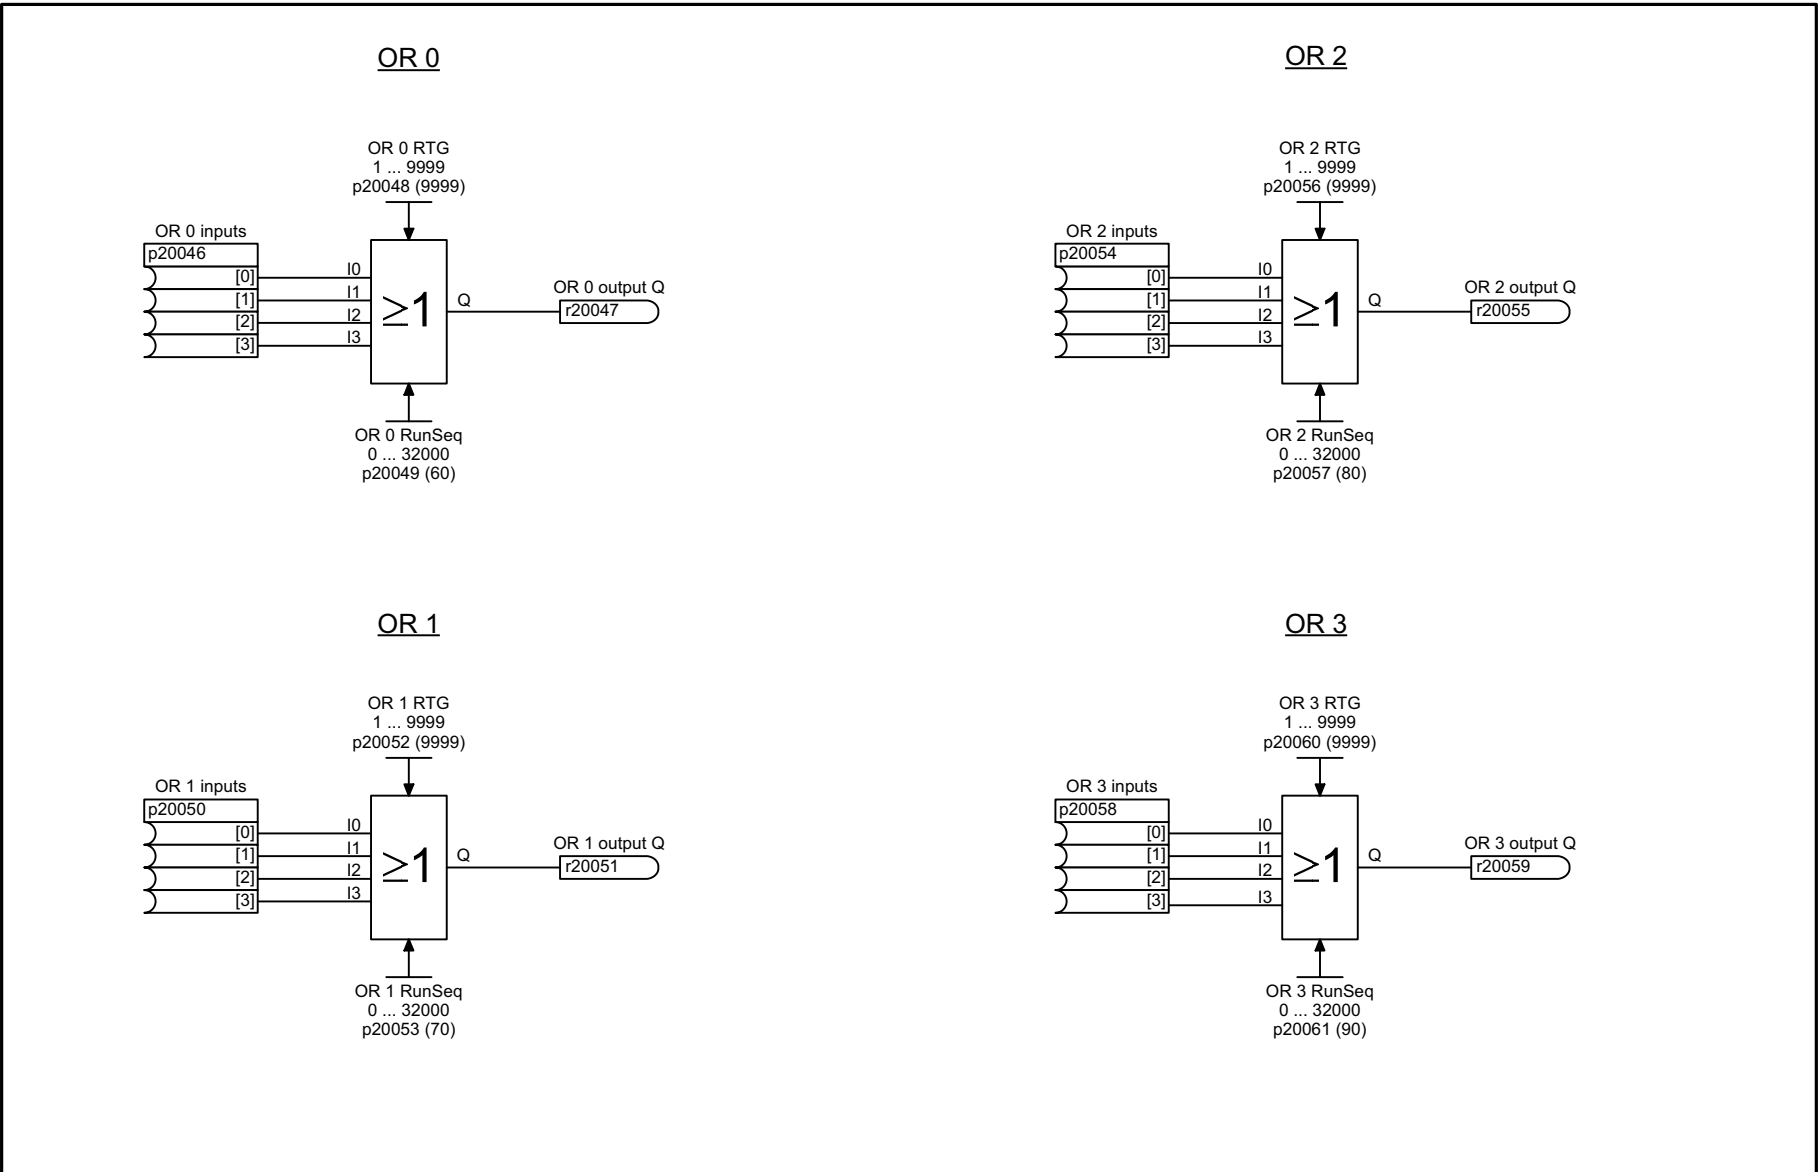 OR 0
OR 0 RTG
1 ... 9999
p20048 (9999)
OR 0 inputs
p20046
[0]
[1]
[2]
[3]
I0
I1
I2
I3
≥1
Q
OR 0 output Q
r20047
OR 0 RunSeq
0 ... 32000
p20049 (60)
OR 2
OR 2 RTG
1 ... 9999
p20056 (9999)
OR 2 inputs
p20054
[0]
[1]
[2]
[3]
I0
I1
I2
I3
≥1
Q
OR 2 output Q
r20055
OR 2 RunSeq
0 ... 32000
p20057 (80)
OR 1
OR 1 RTG
1 ... 9999
p20052 (9999)
OR 1 inputs
p20050
[0]
[1]
[2]
[3]
I0
I1
I2
I3
≥1
Q
OR 1 output Q
r20051
OR 1 RunSeq
0 ... 32000
p20053 (70)
OR 3
OR 3 RTG
1 ... 9999
p20060 (9999)
OR 3 inputs
p20058
[0]
[1]
[2]
[3]
I0
I1
I2
I3
≥1
Q
OR 3 output Q
r20059
OR 3 RunSeq
0 ... 32000
p20061 (90)